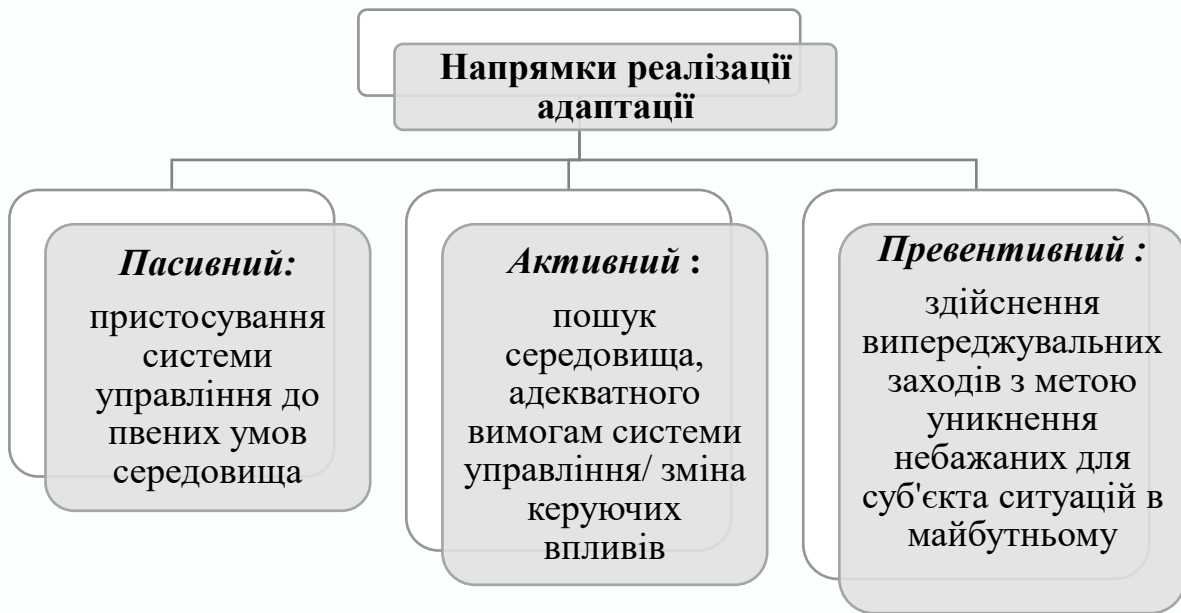 Напрямки реалізації
адаптації
Пасивний:
пристосування
системи
управління до
пвених умов
середовища
Активний :
пошук
середовища,
адекватного
вимогам системи
управління/ зміна
керуючих
впливів
Превентивний :
здійснення
випереджувальних
заходів з метою
уникнення
небажаних для
суб'єкта ситуацій в
майбутньому